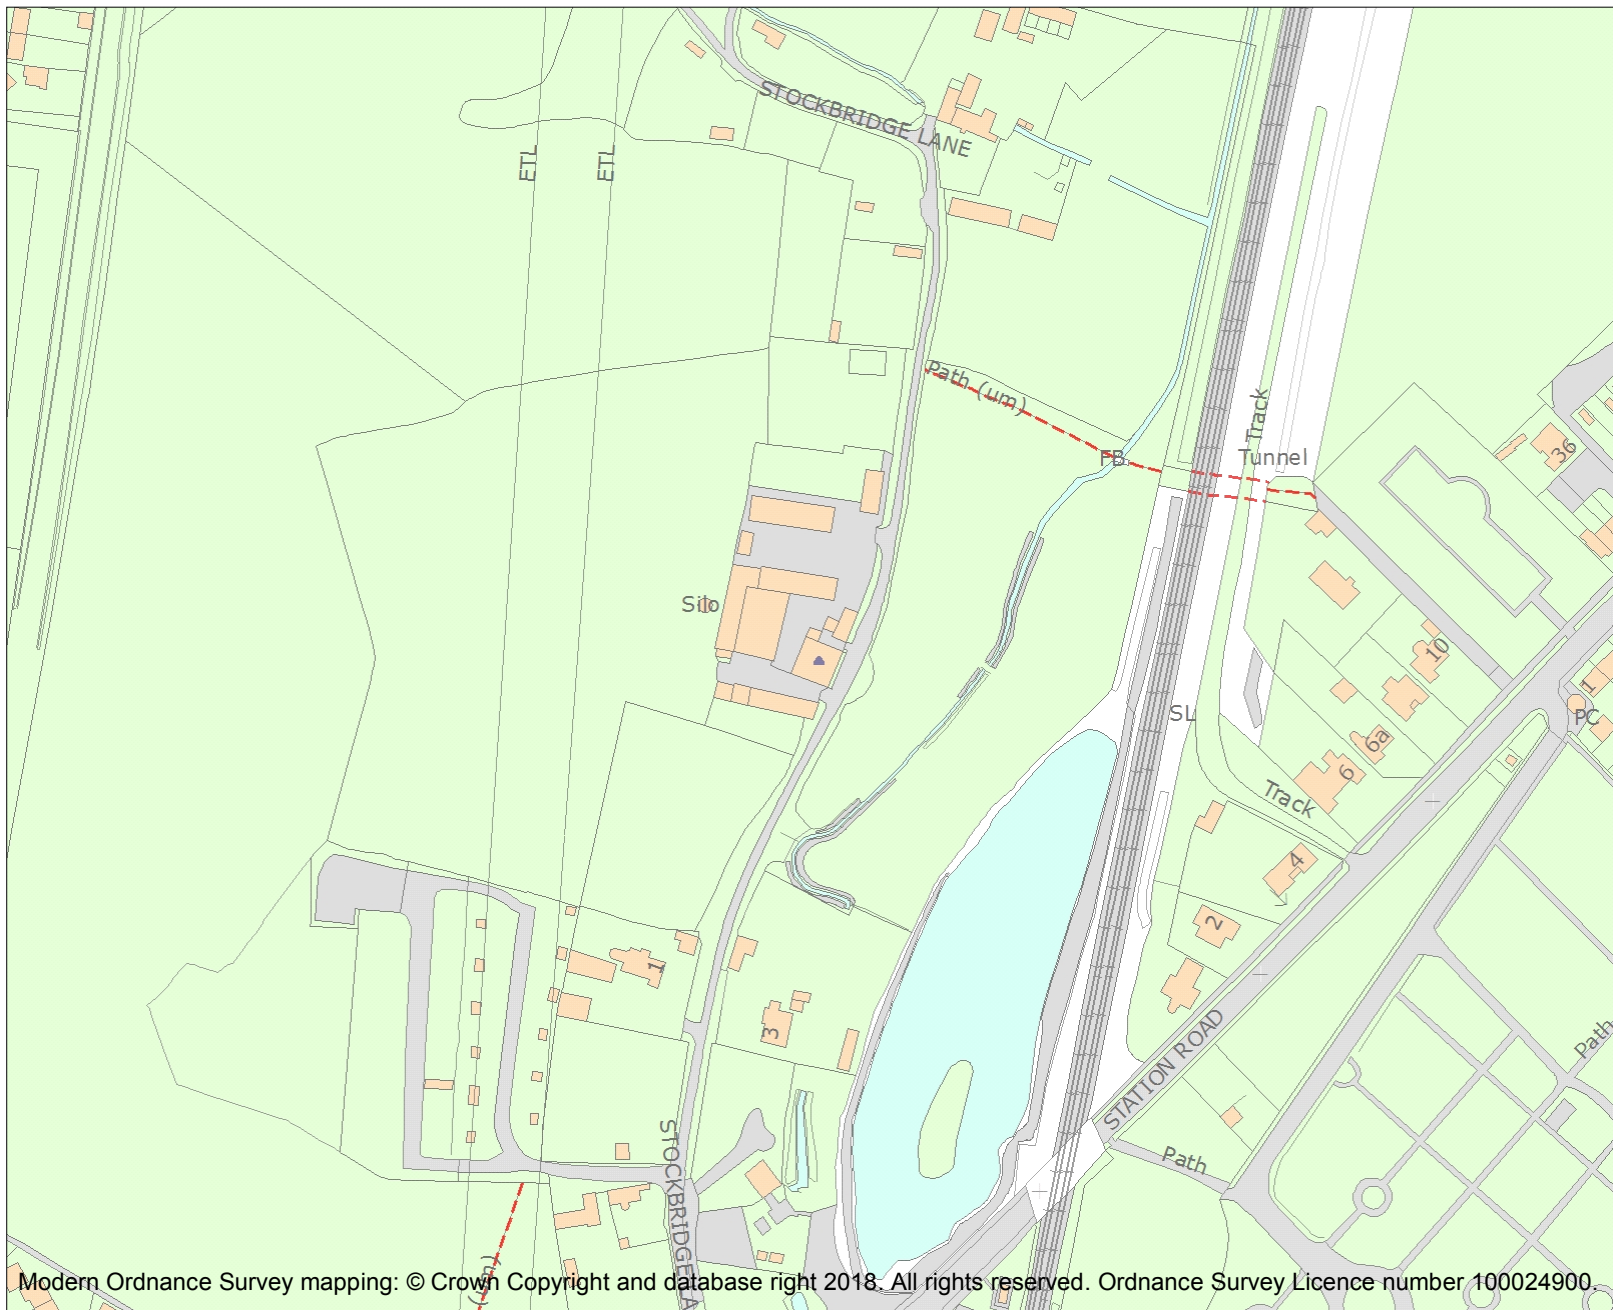 STOCKBRIDGE LANE
ETL
ETL
Path (um)
Track
FB
Tunnel
36
Silo
10
1
SL
PC
6a
6
Track
4
2
1
3
STATION ROAD
Path
Path
STOCKBRIDGE LA
(um)
Modern Ordnance Survey mapping: © Crown Copyright and database right 2018. All rights reserved. Ordnance Survey Licence number 100024900.